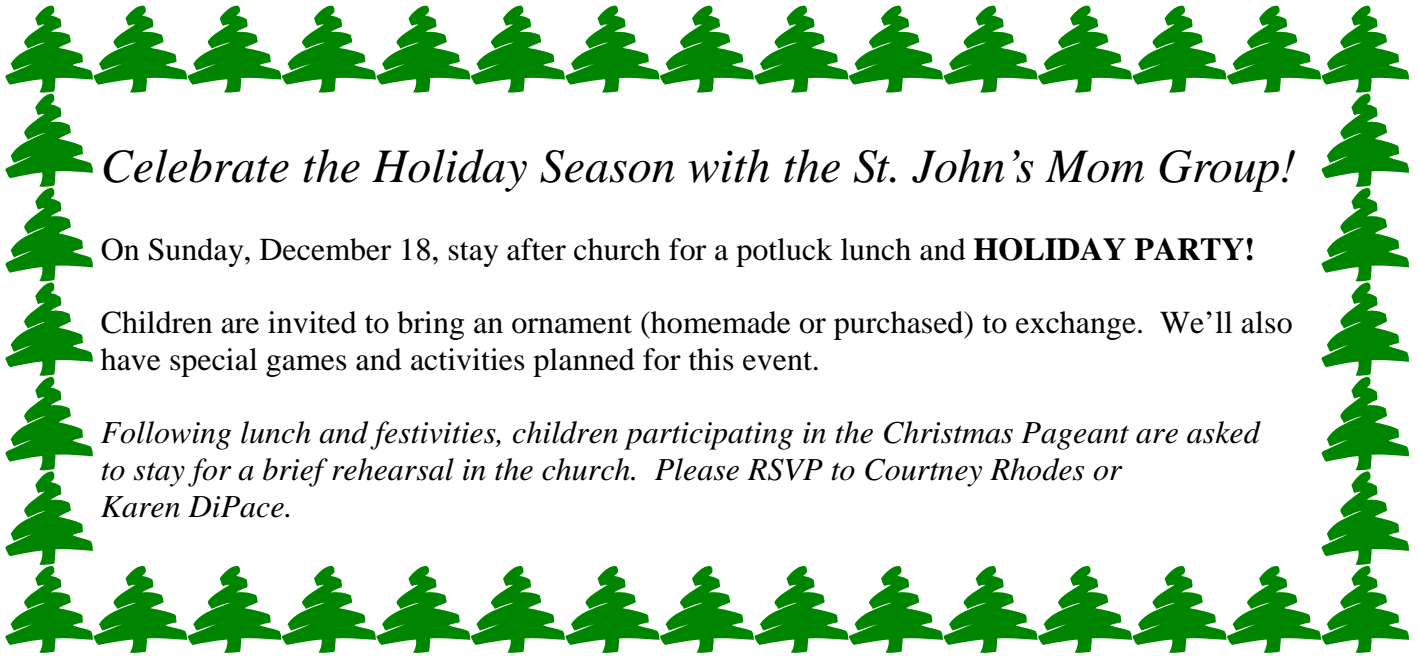 Celebrate the Holiday Season with the St. John’s Mom Group!
On Sunday, December 18, stay after church for a potluck lunch and HOLIDAY PARTY!
Children are invited to bring an ornament (homemade or purchased) to exchange.  We’ll also
have special games and activities planned for this event.
Following lunch and festivities, children participating in the Christmas Pageant are asked
to stay for a brief rehearsal in the church.  Please RSVP to Courtney Rhodes or
Karen DiPace.